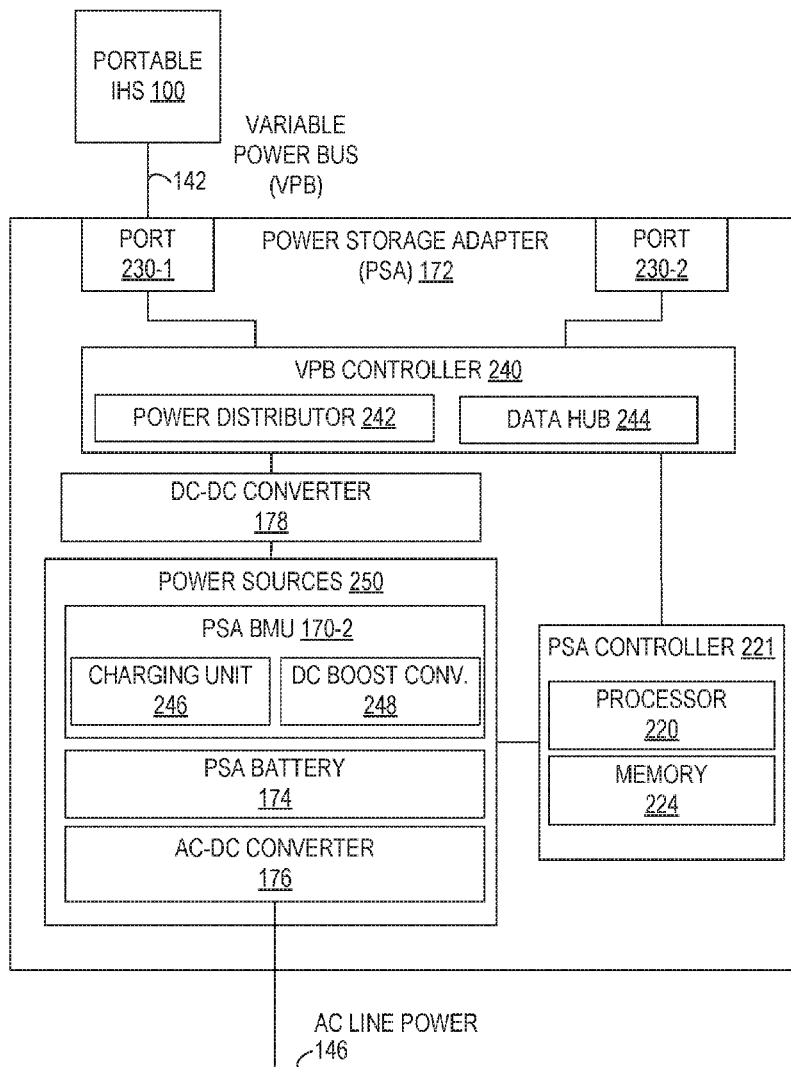 PORTABLE
IHS 100
VARIABLE
POWER BUS
(VPB)
142
PORT
230-1
POWER STORAGE ADAPTER
(PSA) 172
PORT
230-2
VPB CONTROLLER 240
POWER DISTRIBUTOR 242
DATA HUB 244
DC-DC CONVERTER
178
POWER SOURCES 250
PSA BMU 170-2
CHARGING UNIT
246
DC BOOST CONV.
248
PSA BATTERY
174
AC-DC CONVERTER
176
PSA CONTROLLER 221
PROCESSOR
220
MEMORY
224
AC LINE POWER
146